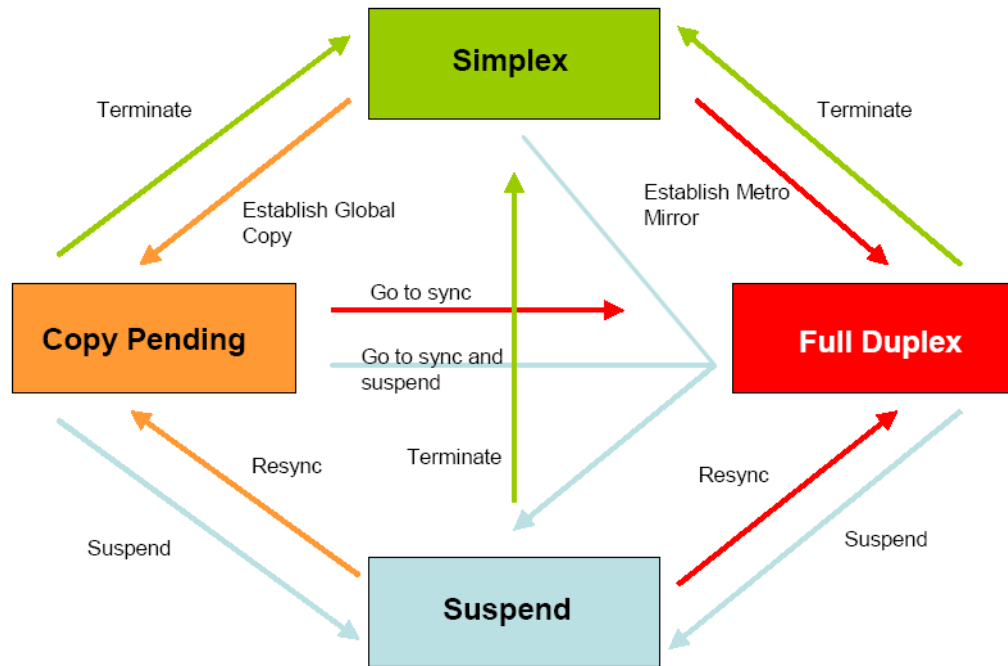 Simplex
Terminate
Terminate
Establish Global
Copy
Establish Metro
Mirror
Go to sync
Copy Pending
Full Duplex
Go to sync and
suspend
Terminate
Resync
Resync
Suspend
Suspend
Suspend